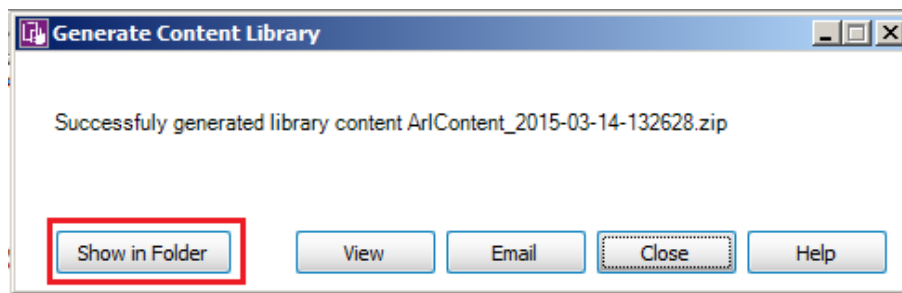 Generate Content Library
Successfuly generated library content ArlContent_2015-03-14-132628.zip
Show in Folder View Email Close Help